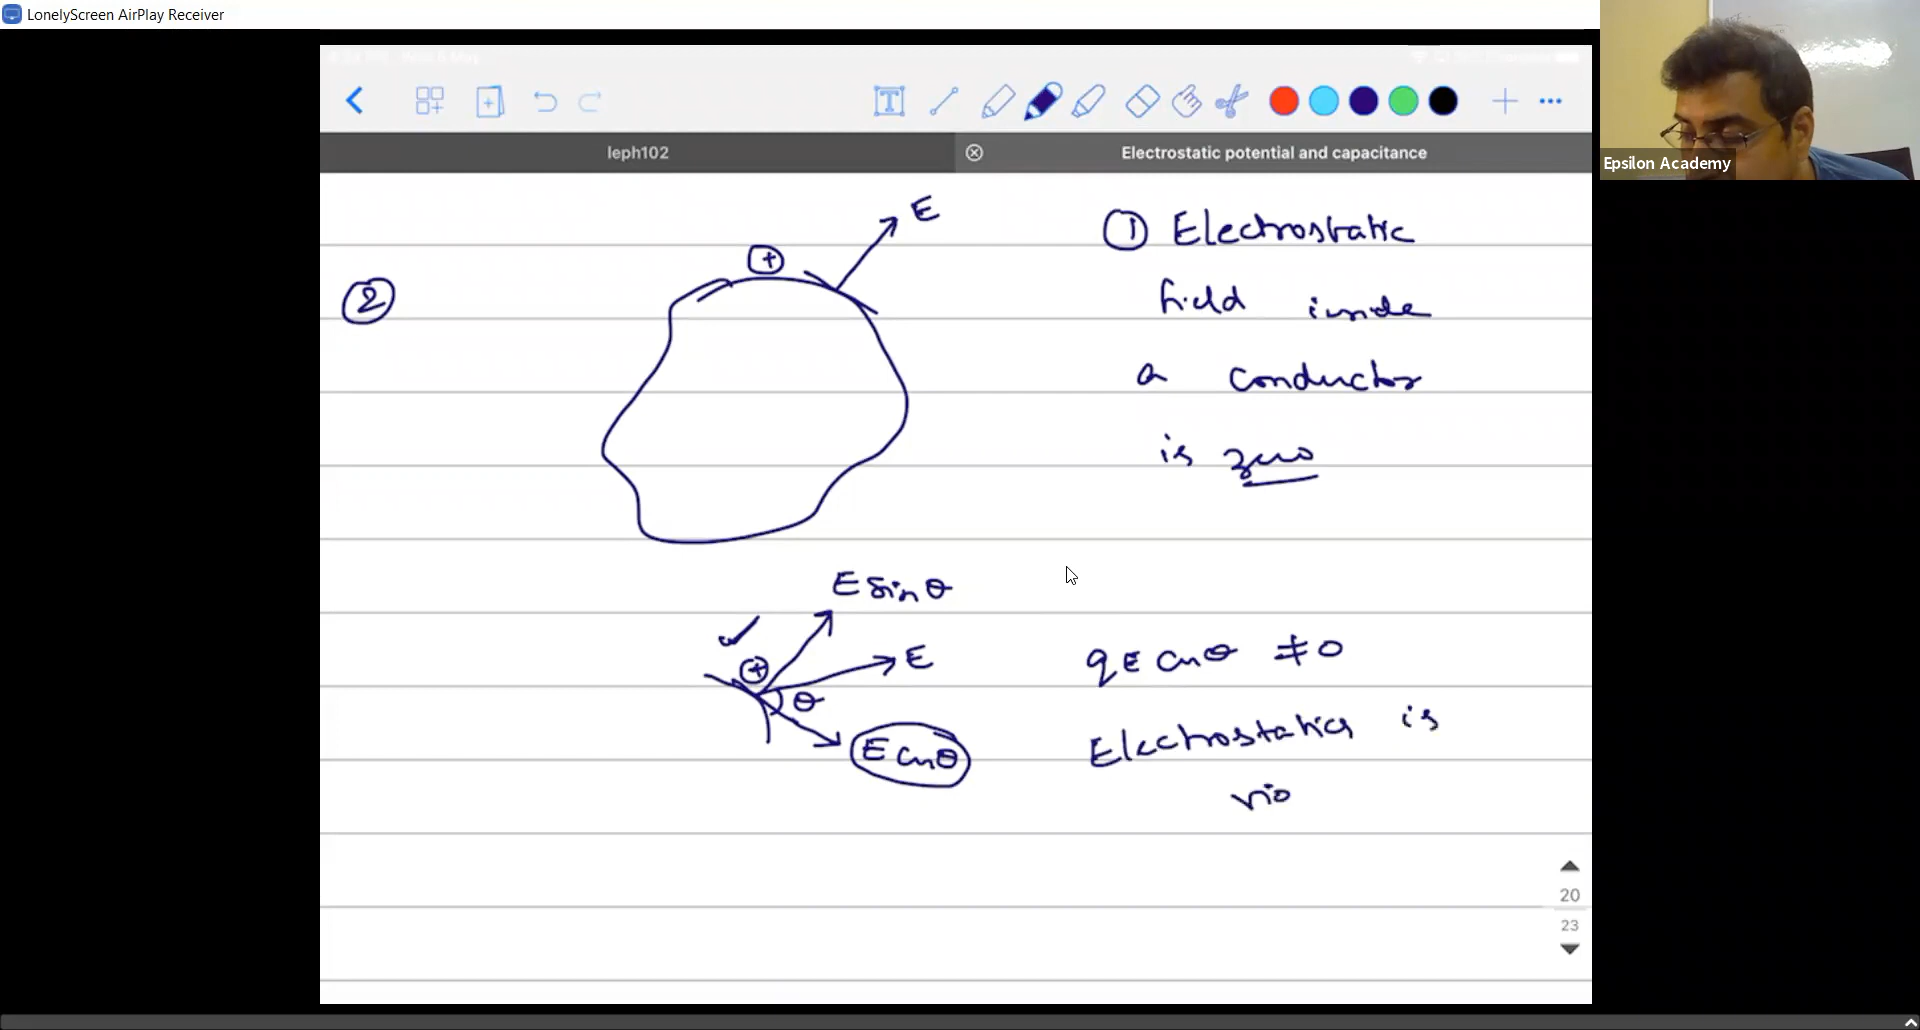 LonelyScreen AirPlay Receiver
T
leph102
Electrostatic potential and capacitance
Epsilon Academy
E
+
②
① Electrostatic
field inside
a conductor
is zero
E sin θ
✓
+
E
θ
E cos θ
q E cos θ ≠ 0
Electrostatics is
vio
20
23